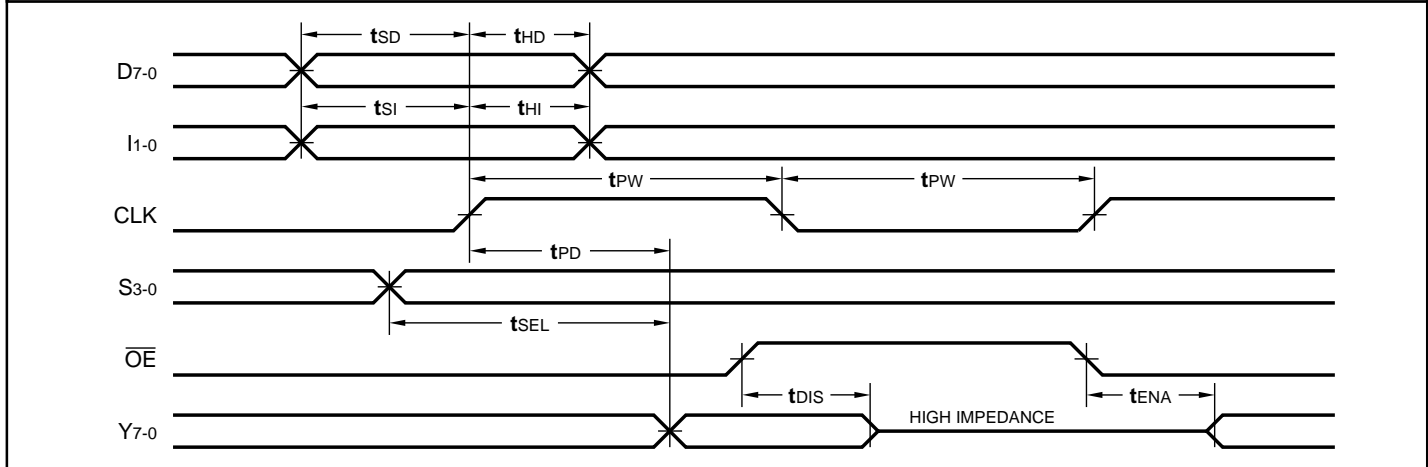 tSD tHD
D7-0
tSI tHI
I1-0
tPW tPW
CLK
tPD
S3-0
tSEL
OE
tDIS tENA
HIGH IMPEDANCE
Y7-0